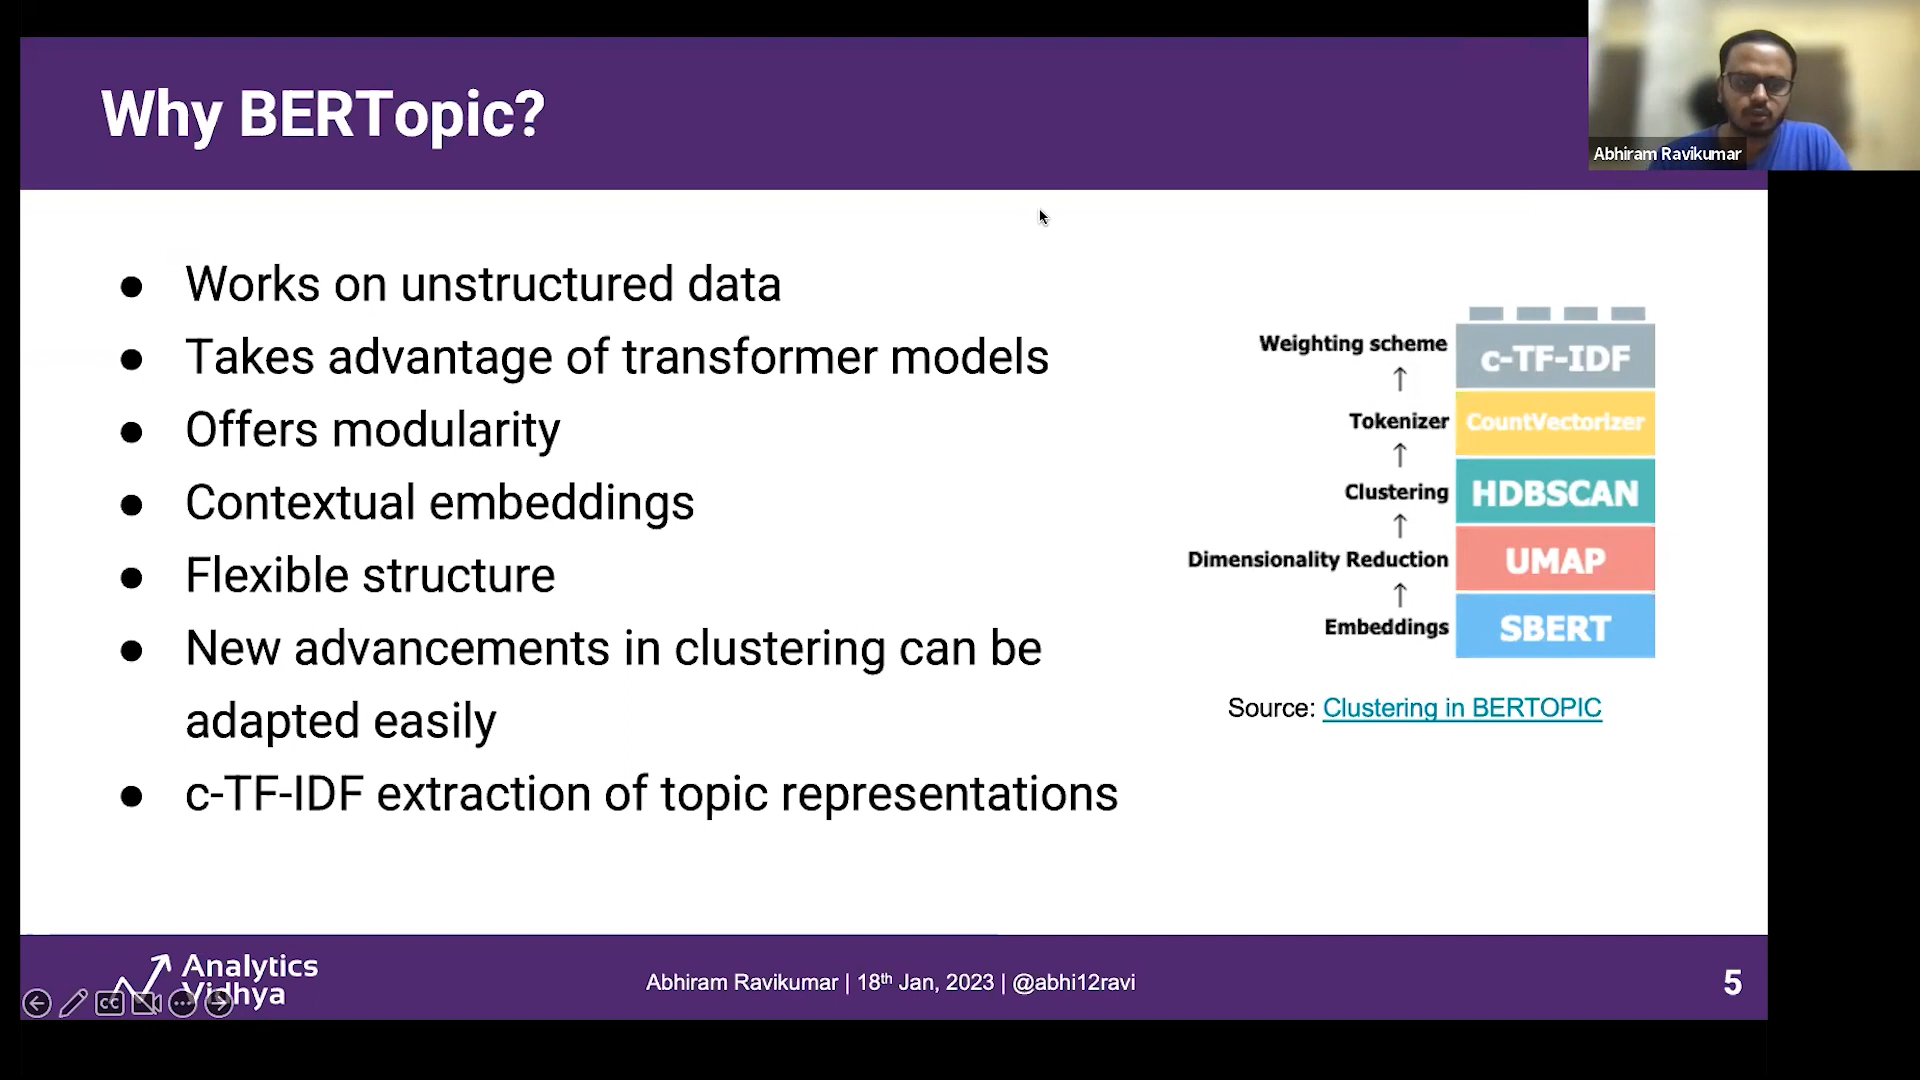 Why BERTopic?
Abhiram Ravikumar
● Works on unstructured data
● Takes advantage of transformer models
● Offers modularity
● Contextual embeddings
● Flexible structure
● New advancements in clustering can be
adapted easily
● c-TF-IDF extraction of topic representations
Weighting scheme c-TF-IDF
↑
Tokenizer CountVectorizer
↑
Clustering HDBSCAN
↑
Dimensionality Reduction UMAP
↑
Embeddings SBERT
Source: Clustering in BERTOPIC
Analytics
Vidhya
CC
Abhiram Ravikumar | 18th Jan, 2023 | @abhi12ravi
5